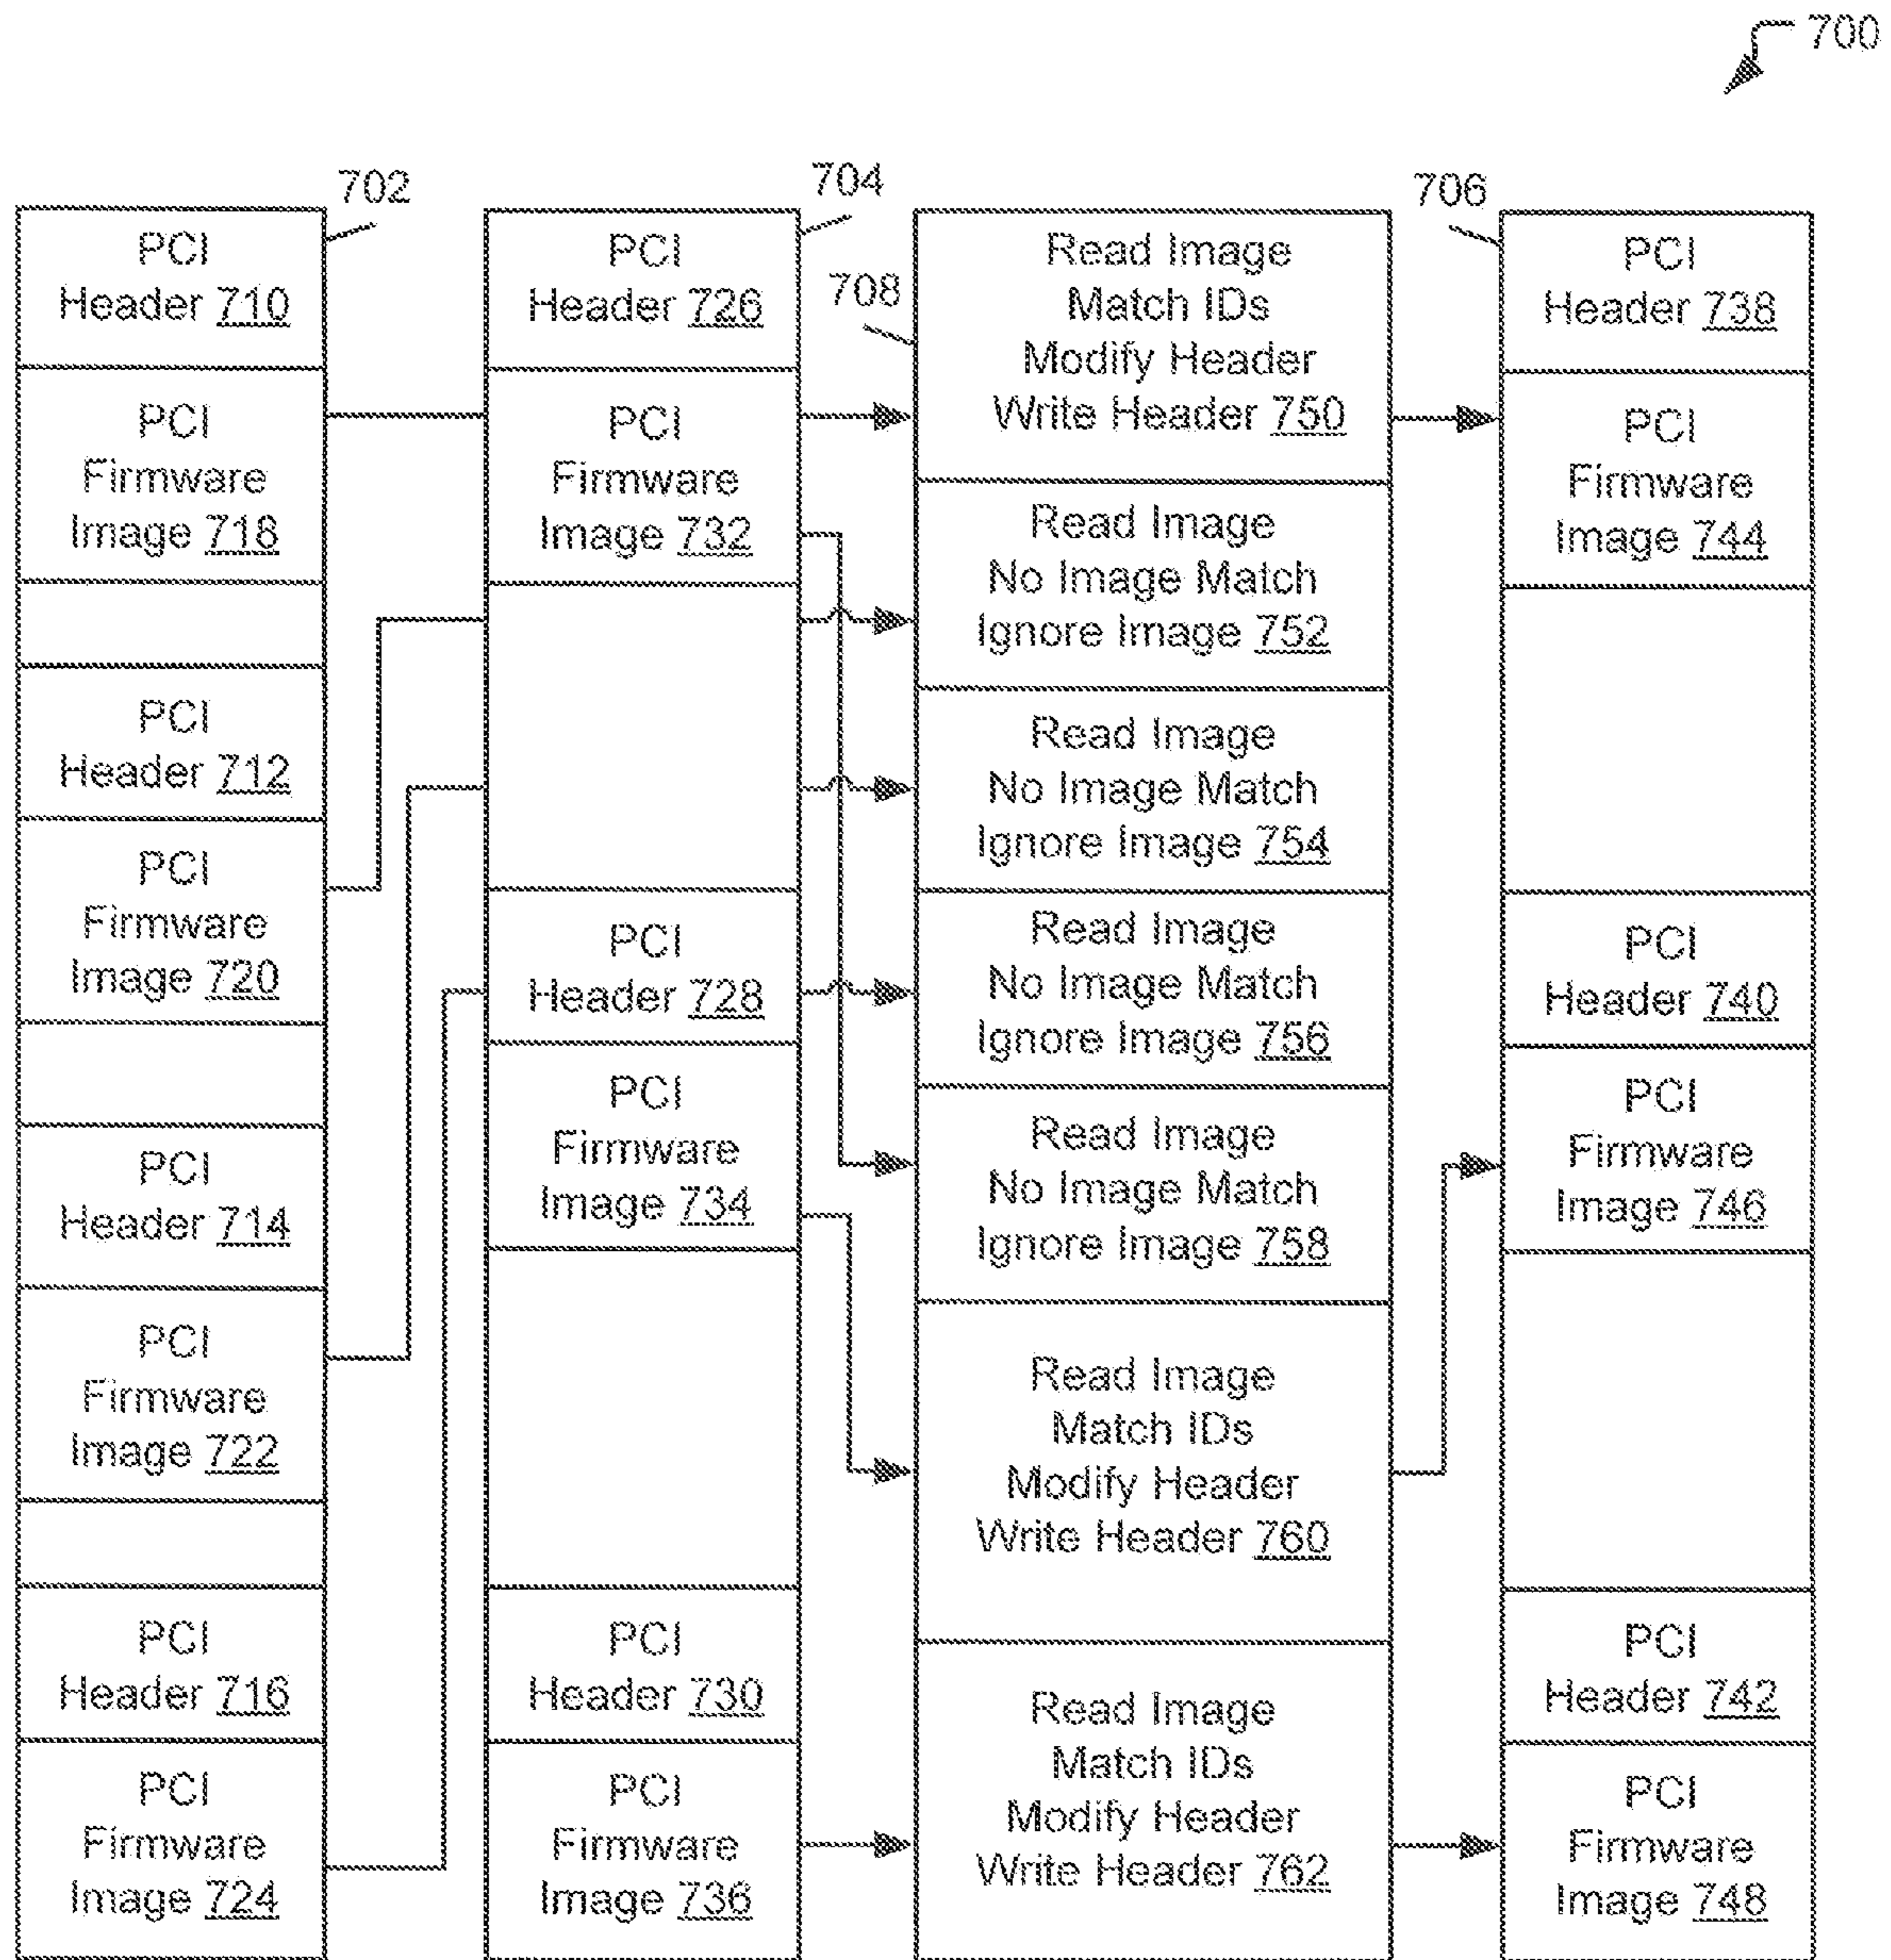 700
702
PCI
Header 710
PCI
Firmware
Image 718
PCI
Header 712
PCI
Firmware
Image 720
PCI
Header 714
PCI
Firmware
Image 722
PCI
Header 716
PCI
Firmware
Image 724
704
PCI
Header 726
PCI
Firmware
Image 732
PCI
Header 728
PCI
Firmware
Image 734
PCI
Header 730
PCI
Firmware
Image 736
708
Read Image
Match IDs
Modify Header
Write Header 750
Read Image
No Image Match
Ignore Image 752
Read Image
No Image Match
Ignore Image 754
Read Image
No Image Match
Ignore Image 756
Read Image
No Image Match
Ignore Image 758
Read Image
Match IDs
Modify Header
Write Header 760
Read Image
Match IDs
Modify Header
Write Header 762
706
PCI
Header 738
PCI
Firmware
Image 744
PCI
Header 740
PCI
Firmware
Image 746
PCI
Header 742
PCI
Firmware
Image 748